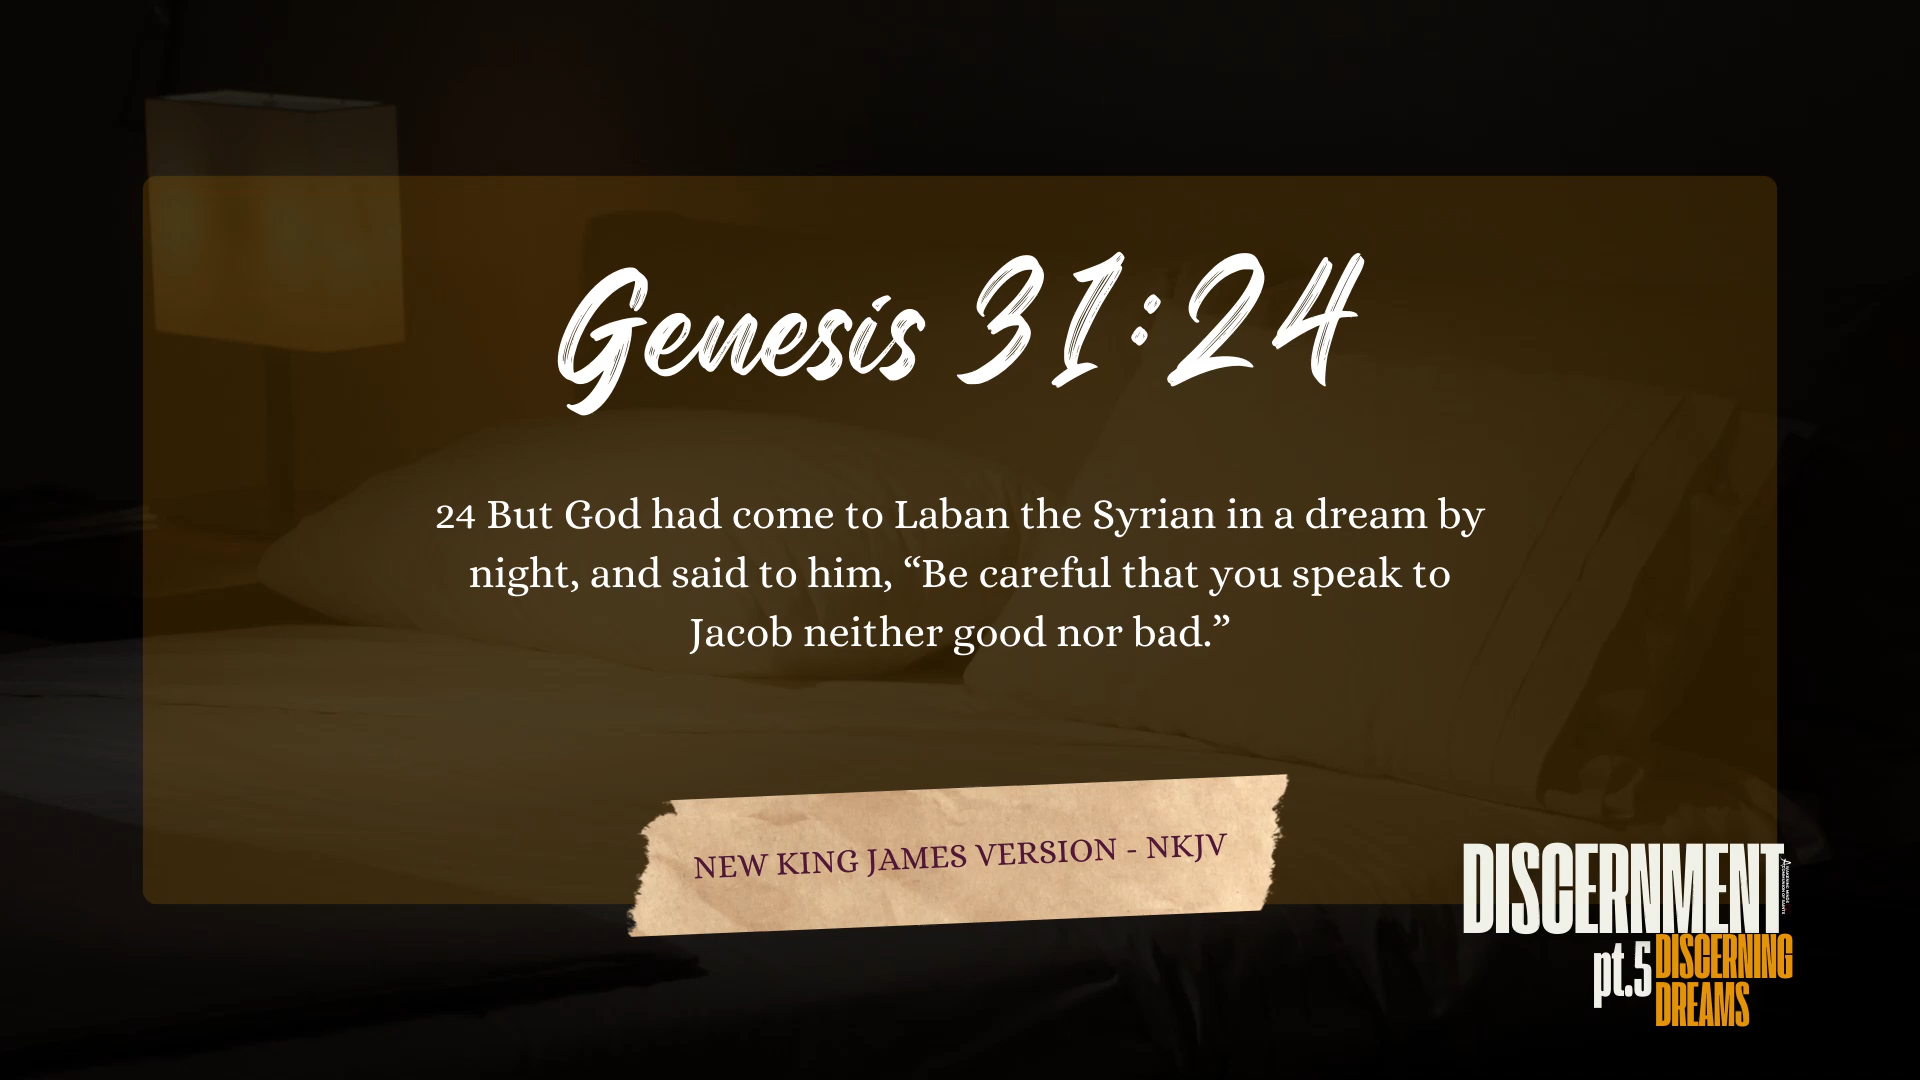 Genesis 31:24
24 But God had come to Laban the Syrian in a dream by
night, and said to him, “Be careful that you speak to
Jacob neither good nor bad.”
NEW KING JAMES VERSION - NKJV
DISCERNMENT
pt.5
DISCERNING
DREAMS